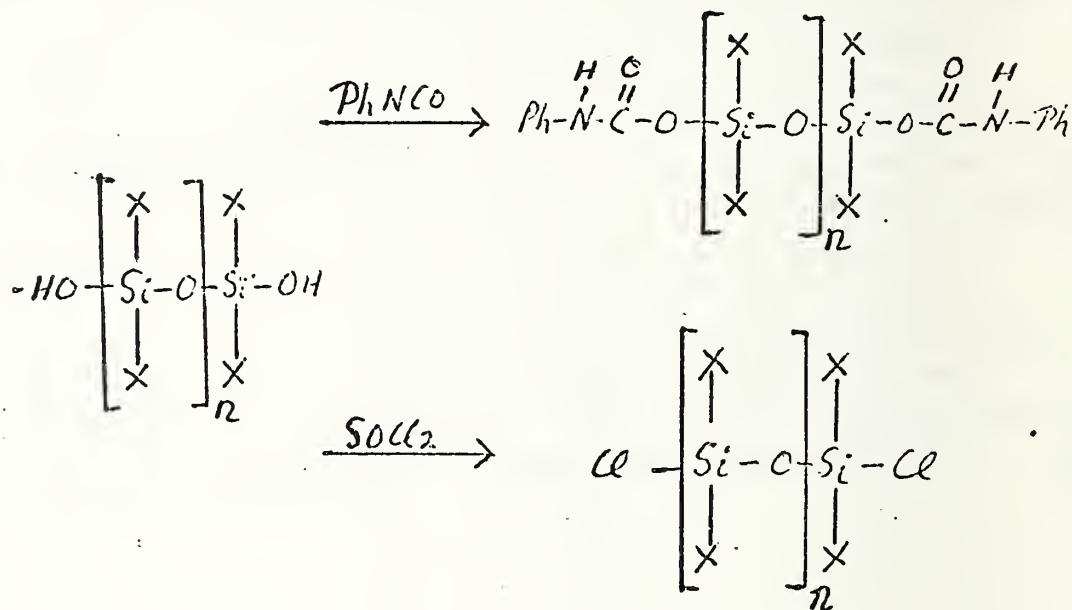 PhNCO
Ph-N-C-O-[Si-O]Si-O-C-N-Ph
H O X X O H
X X
n
-HO-[Si-O]Si-OH
X X
X X
n
SOCl2
Cl-[Si-O]Si-Cl
X X
X X
n